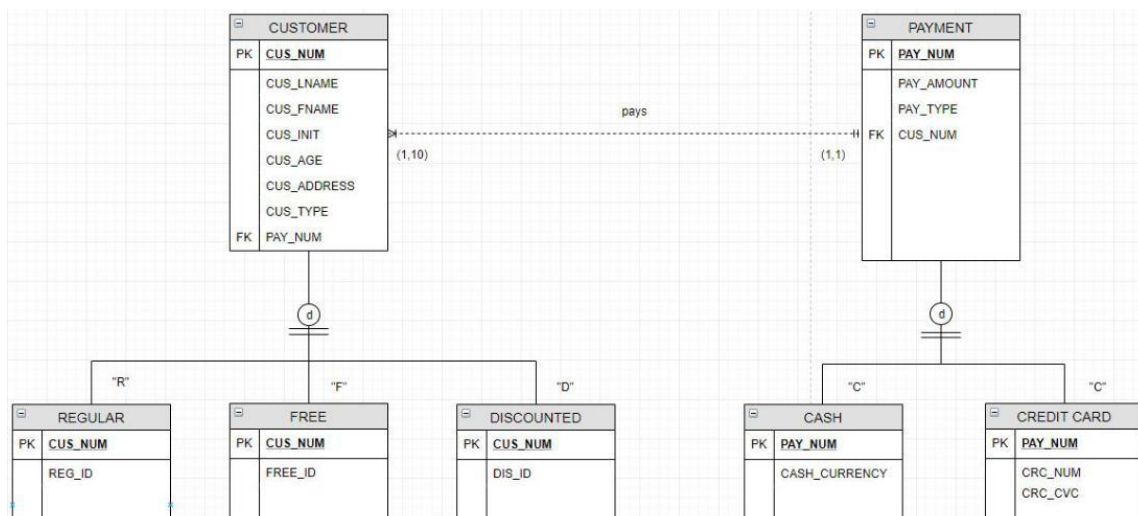 CUSTOMER
PK CUS_NUM
CUS_LNAME
CUS_FNAME
CUS_INIT
CUS_AGE
CUS_ADDRESS
CUS_TYPE
FK PAY_NUM
pays
(1,10)
(1,1)
PAYMENT
PK PAY_NUM
PAY_AMOUNT
PAY_TYPE
FK CUS_NUM
d
d
"R"
"F"
"D"
"C"
"C"
REGULAR
PK CUS_NUM
REG_ID
FREE
PK CUS_NUM
FREE_ID
DISCOUNTED
PK CUS_NUM
DIS_ID
CASH
PK PAY_NUM
CASH_CURRENCY
CREDIT CARD
PK PAY_NUM
CRC_NUM
CRC_CVC